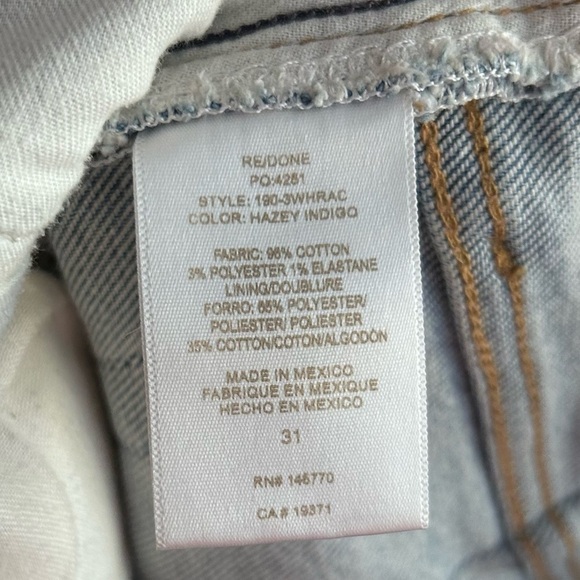 RE/DONE
PO:4251
STYLE: 190-3WHRAC
COLOR: HAZEY INDIGO
FABRIC: 96% COTTON
3% POLYESTER 1% ELASTANE
LINING/DOUBLURE
FORRO: 65% POLYESTER/
POLIESTER/ POLIESTER
35% COTTON/COTON/ALGODÓN
MADE IN MEXICO
FABRIQUE EN MEXIQUE
HECHO EN MEXICO
31
RN# 145770
CA# 19371